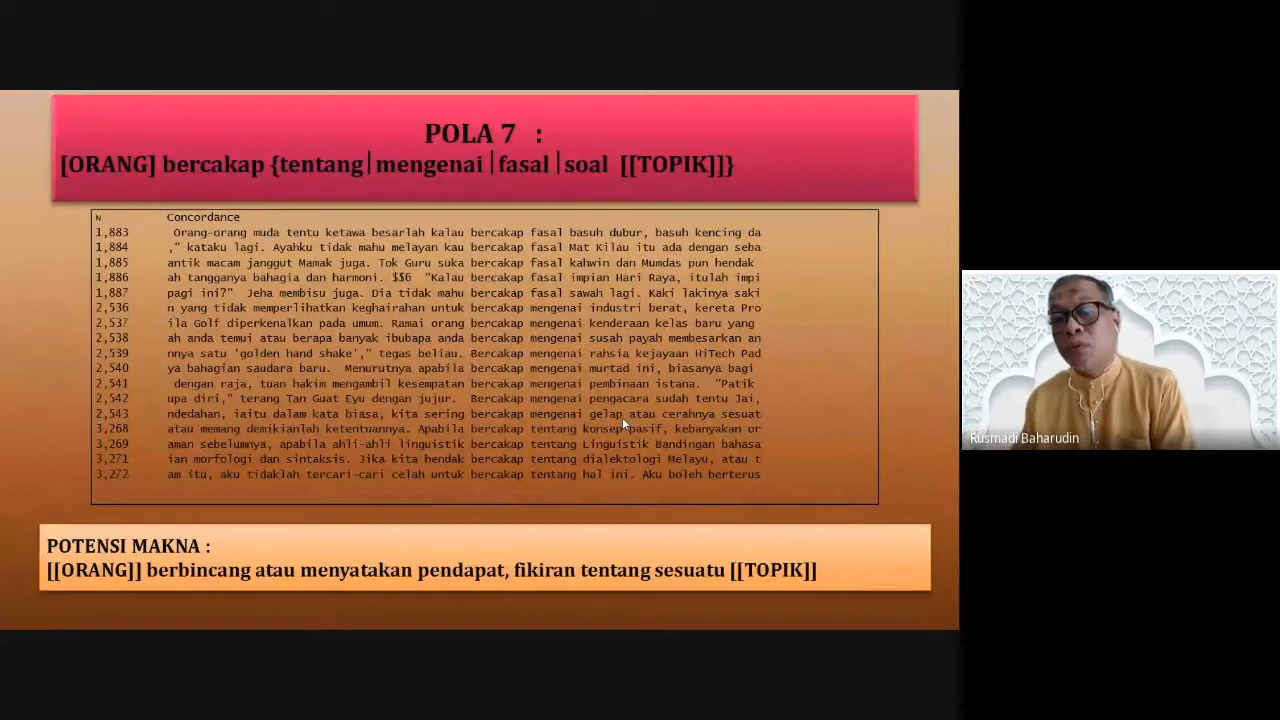 POLA 7 :
[ORANG] bercakap {tentang|mengenai |fasal |soal [[TOPIK]]}
N Concordance
1,883 Orang-orang muda tentu ketawa besarlah kalau bercakap fasal basuh dubur, basuh kencing da
1,884 ," kataku lagi. Ayahku tidak mahu melayan kau bercakap fasal Mat Kilau itu ada dengan seba
1,885 antik macam janggut Mamak juga. Tok Guru suka bercakap fasal kahwin dan Mumdas pun hendak
1,886 ah tangganya bahagia dan harmoni. $$6 "Kalau bercakap fasal impian Hari Raya, itulah impi
1,887 pagi ini?" Jeha membisu juga. Dia tidak mahu bercakap fasal sawah lagi. Kaki lakinya saki
2,536 n yang tidak memperlihatkan keghairahan untuk bercakap mengenai industri berat, kereta Pro
2,537 ila Golf diperkenalkan pada umum. Ramai orang bercakap mengenai kenderaan kelas baru yang
2,538 ah anda temui atau berapa banyak ibubapa anda bercakap mengenai susah payah membesarkan an
2,539 nnya satu 'golden hand shake'," tegas beliau. Bercakap mengenai rahsia kejayaan HiTech Pad
2,540 ya bahagian saudara baru. Menurutnya apabila bercakap mengenai murtad ini, biasanya bagi
2,541 dengan raja, tuan hakim mengambil kesempatan bercakap mengenai pembinaan istana. "Patik
2,542 upa diri," terang Tan Guat Eyu dengan jujur. Bercakap mengenai pengacara sudah tentu Jai,
2,543 ndedahan, iaitu dalam kata biasa, kita sering bercakap mengenai gelap atau cerahnya sesuat
3,268 atau memang demikianlah ketentuannya. Apabila bercakap tentang konsep pasif, kebanyakan or
3,269 aman sebelumnya, apabila ahli-ahli linguistik bercakap tentang Linguistik Bandingan bahasa
3,271 ian morfologi dan sintaksis. Jika kita hendak bercakap tentang dialektologi Melayu, atau t
3,272 am itu, aku tidaklah tercari-cari celah untuk bercakap tentang hal ini. Aku boleh berterus
POTENSI MAKNA :
[[ORANG]] berbincang atau menyatakan pendapat, fikiran tentang sesuatu [[TOPIK]]
Rusmadi Baharudin